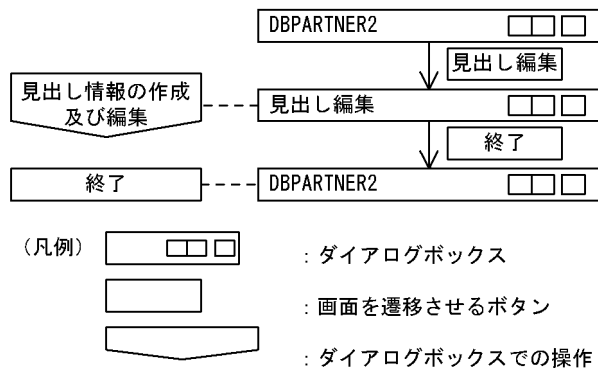 DBPARTNER2
見出し編集
見出し情報の作成
及び編集
見出し編集
終了
終了
DBPARTNER2
(凡例)
:ダイアログボックス
:画面を遷移させるボタン
:ダイアログボックスでの操作